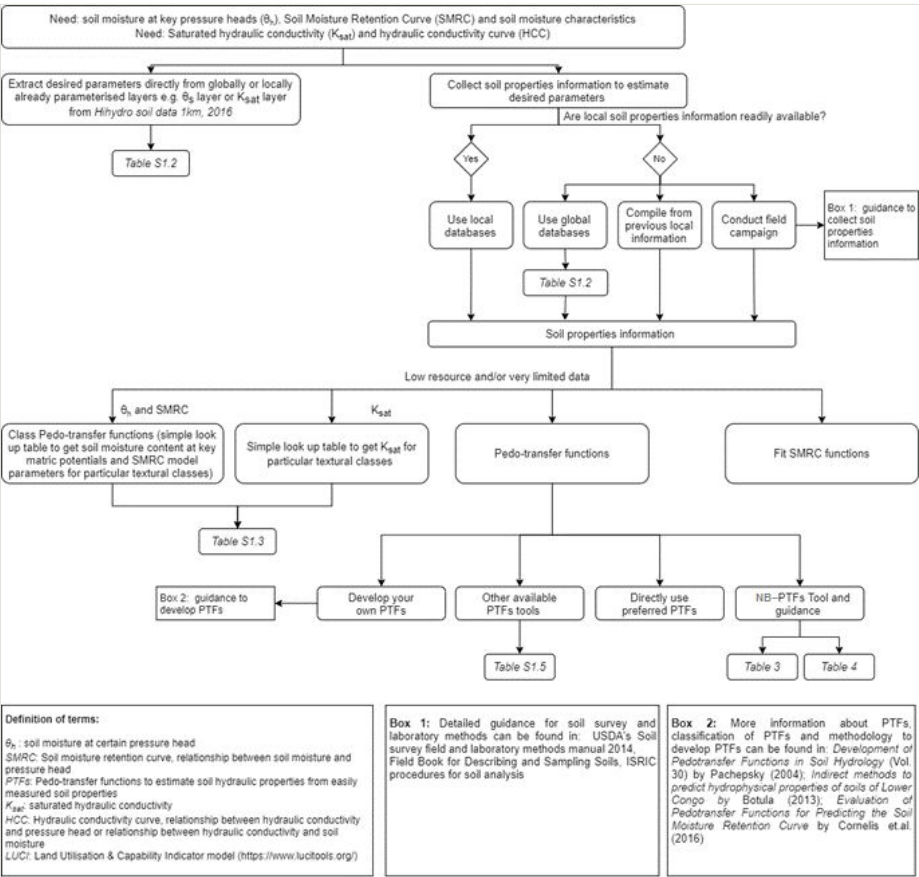 Need: soil moisture at key pressure heads (θh), Soil Moisture Retention Curve (SMRC) and soil moisture characteristics
Need: Saturated hydraulic conductivity (Ksat) and hydraulic conductivity curve (HCC)
Extract desired parameters directly from globally or locally
already parameterised layers e.g. θs layer or Ksat layer
from Hihydro soil data 1km, 2016
Collect soil properties information to estimate
desired parameters
Are local soil properties information readily available?
Table S1.2
Yes
No
Use local
databases
Use global
databases
Compile from
previous local
information
Conduct field
campaign
Box 1: guidance to
collect soil
properties
information
Table S1.2
Soil properties information
Low resource and/or very limited data
θh and SMRC
Ksat
Class Pedo-transfer functions (simple look
up table to get soil moisture content at key
matric potentials and SMRC model
parameters for particular textural classes)
Simple look up table to get Ksat for
particular textural classes
Pedo-transfer functions
Fit SMRC functions
Table S1.3
Box 2: guidance to
develop PTFs
Develop your
own PTFs
Other available
PTFs tools
Directly use
preferred PTFs
NB–PTFs Tool and
guidance
Table S1.5
Table 3
Table 4
Definition of terms:
θh : soil moisture at certain pressure head
SMRC: Soil moisture retention curve, relationship between soil moisture and
pressure head
PTFs: Pedo-transfer functions to estimate soil hydraulic properties from easily
measured soil properties
Ksat: saturated hydraulic conductivity
HCC: Hydraulic conductivity curve, relationship between hydraulic conductivity
and pressure head or relationship between hydraulic conductivity and soil
moisture
LUCI: Land Utilisation & Capability Indicator model (https://www.lucitools.org/)
Box 1: Detailed guidance for soil survey and
laboratory methods can be found in: USDA's Soil
survey field and laboratory methods manual 2014,
Field Book for Describing and Sampling Soils, ISRIC
procedures for soil analysis
Box 2: More information about PTFs,
classification of PTFs and methodology to
develop PTFs can be found in: Development of
Pedotransfer Functions in Soil Hydrology (Vol.
30) by Pachepsky (2004); Indirect methods to
predict hydrophysical properties of soils of Lower
Congo by Botula (2013); Evaluation of
Pedotransfer Functions for Predicting the Soil
Moisture Retention Curve by Cornelis et.al
(2016)